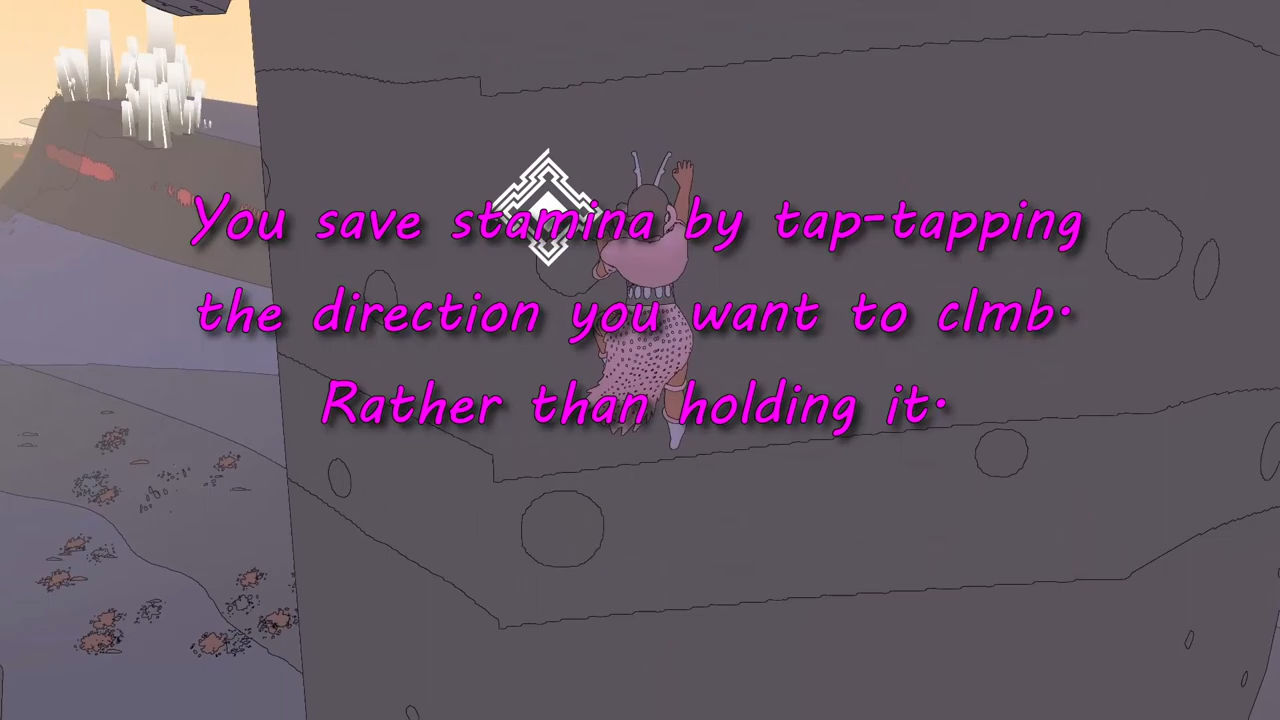 You save stamina by tap-tapping
the direction you want to clmb.
Rather than holding it.